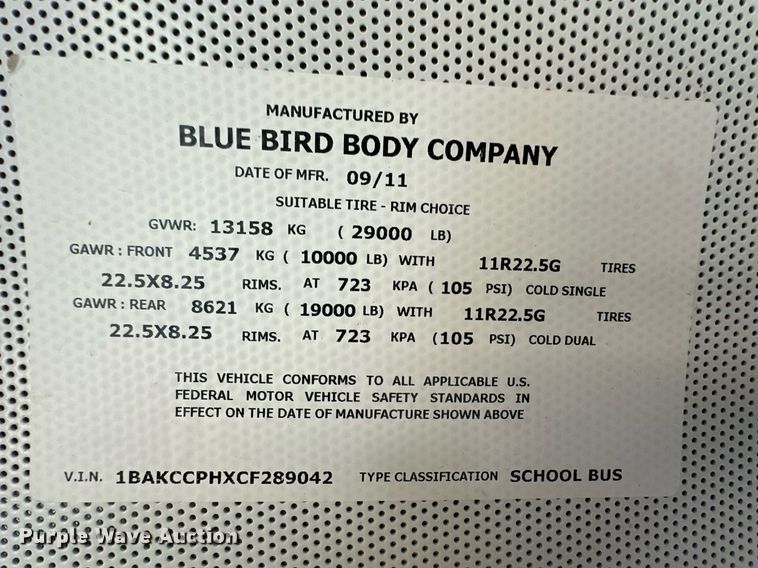 MANUFACTURED BY
BLUE BIRD BODY COMPANY
DATE OF MFR. 09/11
SUITABLE TIRE - RIM CHOICE
GVWR: 13158 KG ( 29000 LB)
GAWR : FRONT 4537 KG ( 10000 LB) WITH 11R22.5G TIRES
22.5X8.25 RIMS. AT 723 KPA ( 105 PSI) COLD SINGLE
GAWR : REAR 8621 KG ( 19000 LB) WITH 11R22.5G TIRES
22.5X8.25 RIMS. AT 723 KPA ( 105 PSI) COLD DUAL
THIS VEHICLE CONFORMS TO ALL APPLICABLE U.S.
FEDERAL MOTOR VEHICLE SAFETY STANDARDS IN
EFFECT ON THE DATE OF MANUFACTURE SHOWN ABOVE
V.I.N. 1BAKCCPHXCF289042 TYPE CLASSIFICATION SCHOOL BUS
Purple Wave Auction